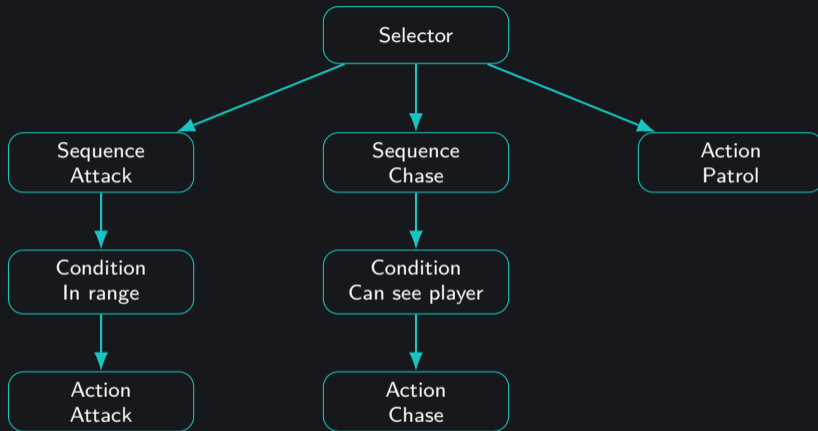 Selector
Sequence
Attack
Sequence
Chase
Action
Patrol
Condition
In range
Condition
Can see player
Action
Attack
Action
Chase